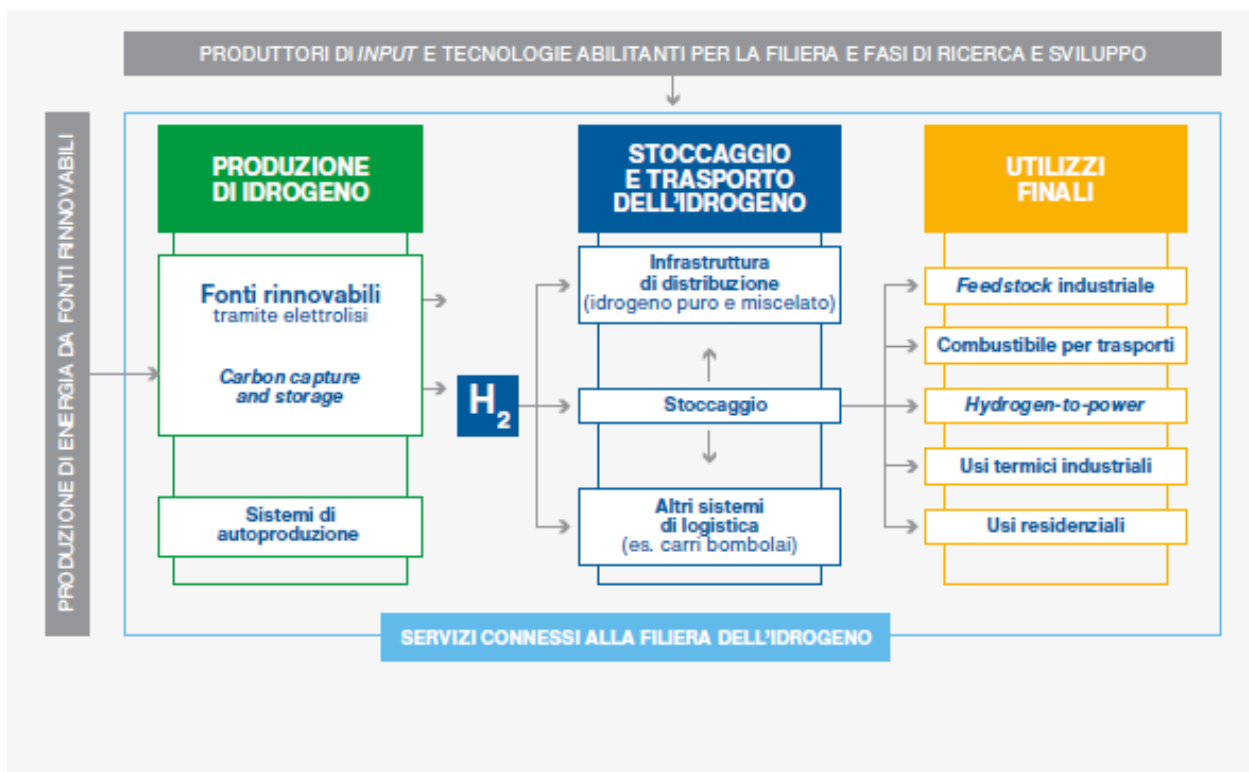 PRODUTTORI DI INPUT E TECNOLOGIE ABILITANTI PER LA FILIERA E FASI DI RICERCA E SVILUPPO
PRODUZIONE DI ENERGIA DA FONTI RINNOVABILI
PRODUZIONE
DI IDROGENO
Fonti rinnovabili
tramite elettrolisi
Carbon capture
and storage
Sistemi di
autoproduzione
H2
STOCCAGGIO
E TRASPORTO
DELL'IDROGENO
Infrastruttura
di distribuzione
(idrogeno puro e miscelato)
Stoccaggio
Altri sistemi
di logistica
(es. carri bombolai)
UTILIZZI
FINALI
Feedstock industriale
Combustibile per trasporti
Hydrogen-to-power
Usi termici industriali
Usi residenziali
SERVIZI CONNESSI ALLA FILIERA DELL'IDROGENO